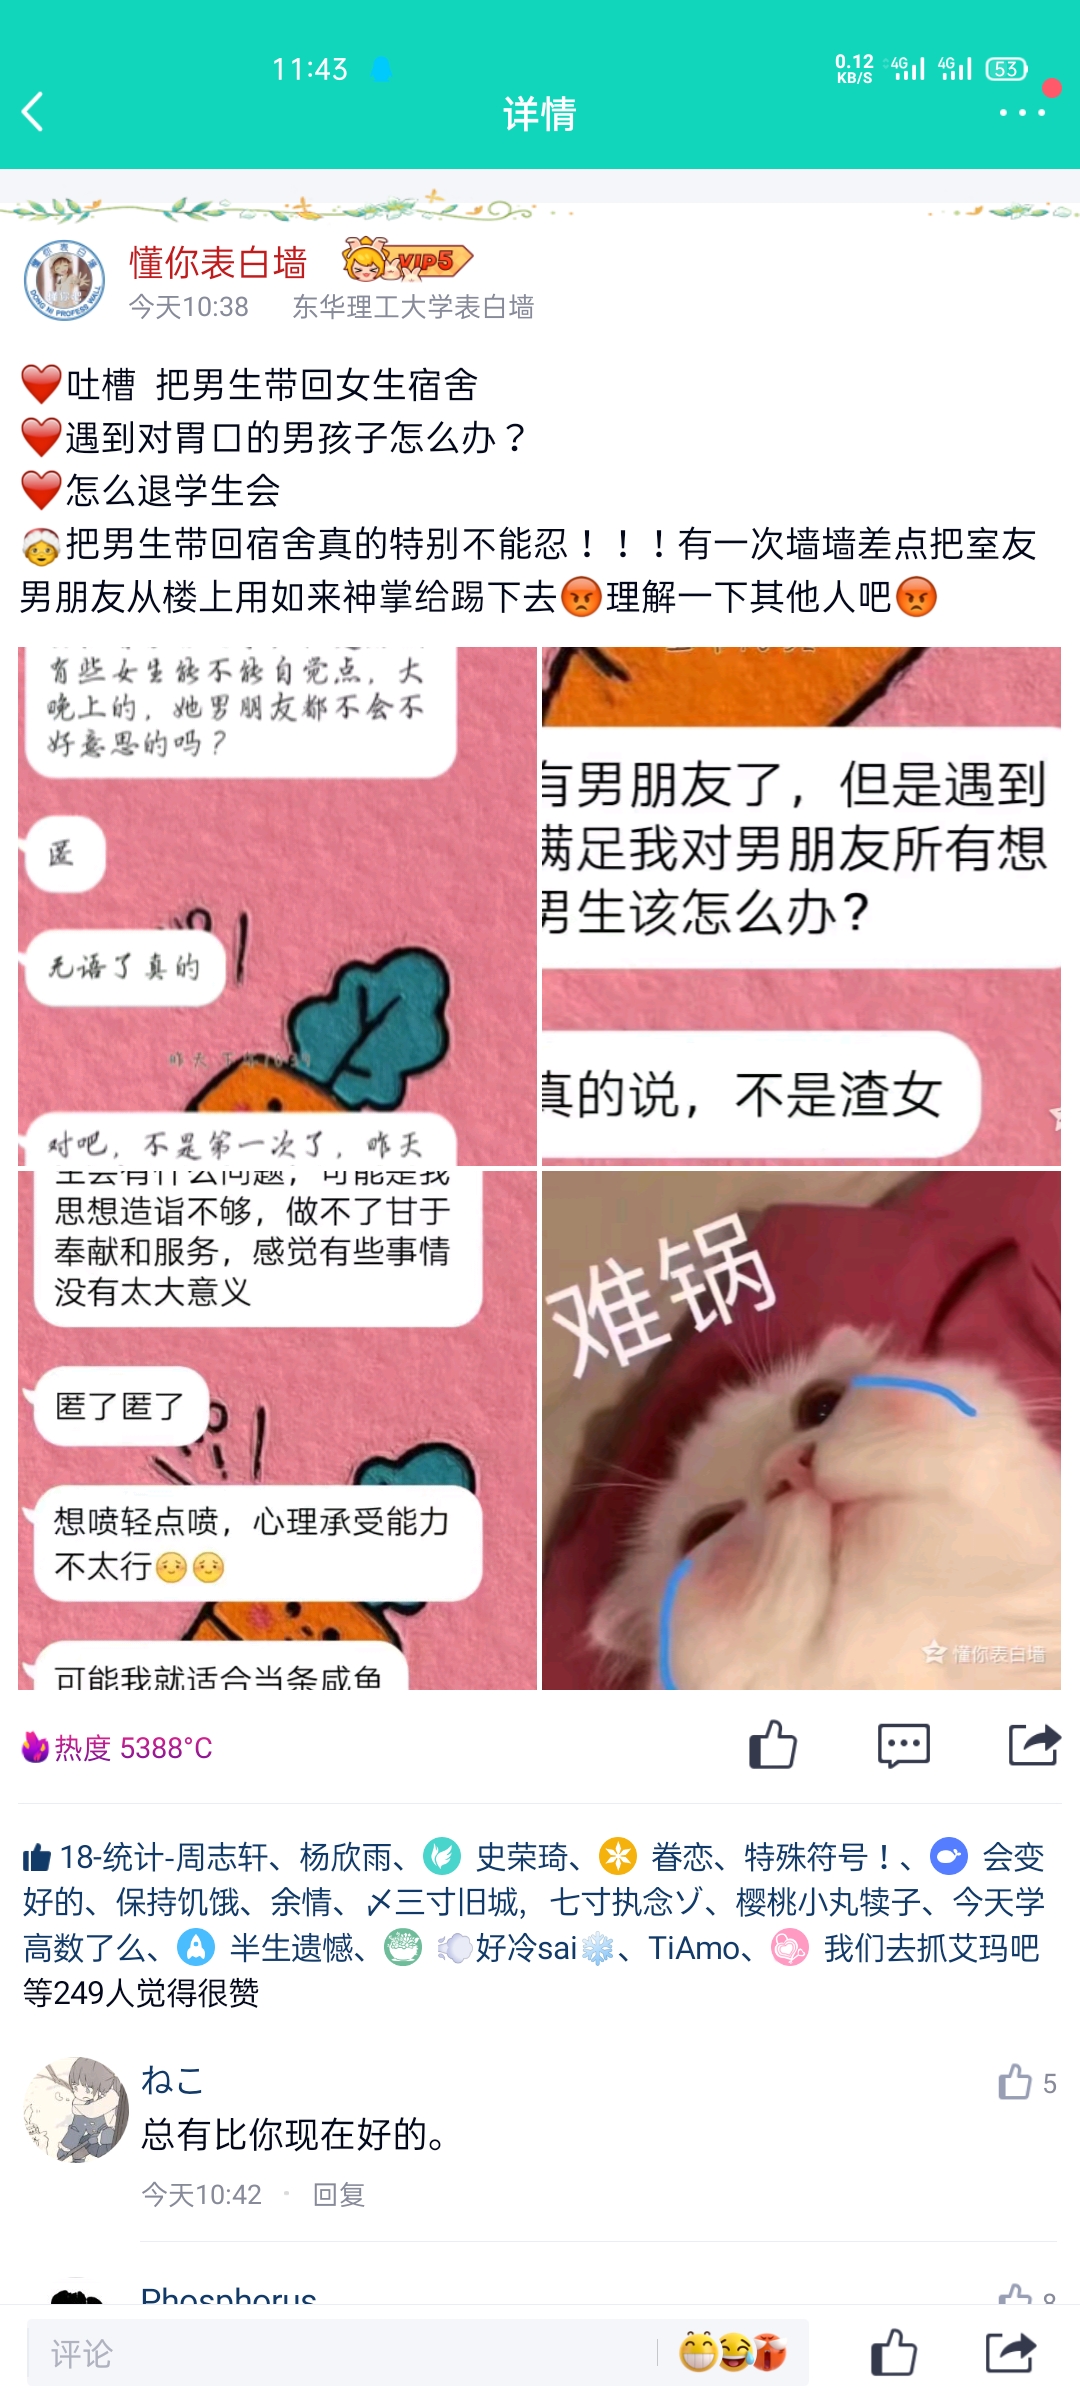 11:43
0.12 KB/S 4G 4G 53
详情
懂你表白墙 VIP5
今天10:38 东华理工大学表白墙
❤️吐槽 把男生带回女生宿舍
❤️遇到对胃口的男孩子怎么办？
❤️怎么退学生会
🤶把男生带回宿舍真的特别不能忍！！！有一次墙墙差点把室友
男朋友从楼上用如来神掌给踢下去😡理解一下其他人吧😡
有些女生能不能自觉点，大
晚上的，她男朋友都不会不
好意思的吗？
匿
无语了真的
对吧，不是第一次了，昨天
有男朋友了，但是遇到
满足我对男朋友所有想
男生该怎么办?
真的说，不是渣女
生会有什么问题，可能是我
思想造诣不够，做不了甘于
奉献和服务，感觉有些事情
没有太大意义
匿了匿了
想喷轻点喷，心理承受能力
不太行😔😔
可能我就适合当条咸鱼
难锅
懂你表白墙
热度 5388°C
18-统计-周志轩、杨欣雨、 史荣琦、 眷恋、特殊符号！、 会变
好的、保持饥饿、余情、〆三寸旧城，七寸执念ゾ、樱桃小丸犊子、今天学
高数了么、 半生遗憾、 💨好冷sai❄️、TiAmo、 我们去抓艾玛吧
等249人觉得很赞
ねこ
5
总有比你现在好的。
今天10:42 · 回复
Phosphorus
8
评论